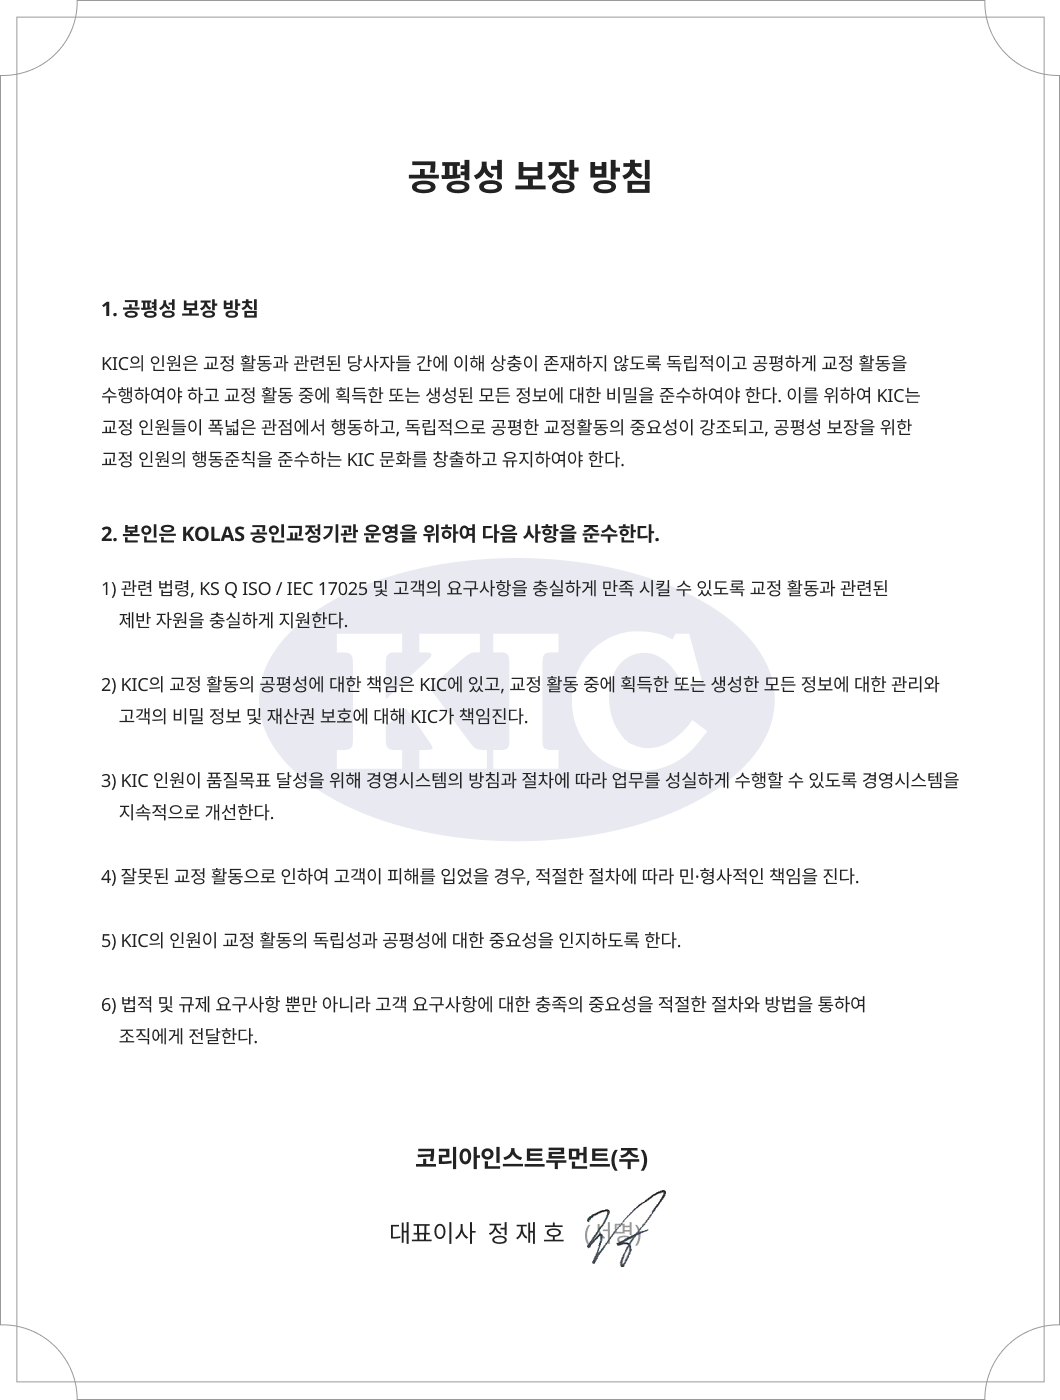 공평성 보장 방침
1. 공평성 보장 방침
KIC의 인원은 교정 활동과 관련된 당사자들 간에 이해 상충이 존재하지 않도록 독립적이고 공평하게 교정 활동을
수행하여야 하고 교정 활동 중에 획득한 또는 생성된 모든 정보에 대한 비밀을 준수하여야 한다. 이를 위하여 KIC는
교정 인원들이 폭넓은 관점에서 행동하고, 독립적으로 공평한 교정활동의 중요성이 강조되고, 공평성 보장을 위한
교정 인원의 행동준칙을 준수하는 KIC 문화를 창출하고 유지하여야 한다.
2. 본인은 KOLAS 공인교정기관 운영을 위하여 다음 사항을 준수한다.
1) 관련 법령, KS Q ISO / IEC 17025 및 고객의 요구사항을 충실하게 만족 시킬 수 있도록 교정 활동과 관련된
제반 자원을 충실하게 지원한다.
KIC
2) KIC의 교정 활동의 공평성에 대한 책임은 KIC에 있고, 교정 활동 중에 획득한 또는 생성한 모든 정보에 대한 관리와
고객의 비밀 정보 및 재산권 보호에 대해 KIC가 책임진다.
3) KIC 인원이 품질목표 달성을 위해 경영시스템의 방침과 절차에 따라 업무를 성실하게 수행할 수 있도록 경영시스템을
지속적으로 개선한다.
4) 잘못된 교정 활동으로 인하여 고객이 피해를 입었을 경우, 적절한 절차에 따라 민·형사적인 책임을 진다.
5) KIC의 인원이 교정 활동의 독립성과 공평성에 대한 중요성을 인지하도록 한다.
6) 법적 및 규제 요구사항 뿐만 아니라 고객 요구사항에 대한 충족의 중요성을 적절한 절차와 방법을 통하여
조직에게 전달한다.
코리아인스트루먼트(주)
대표이사 정 재 호 (서명)